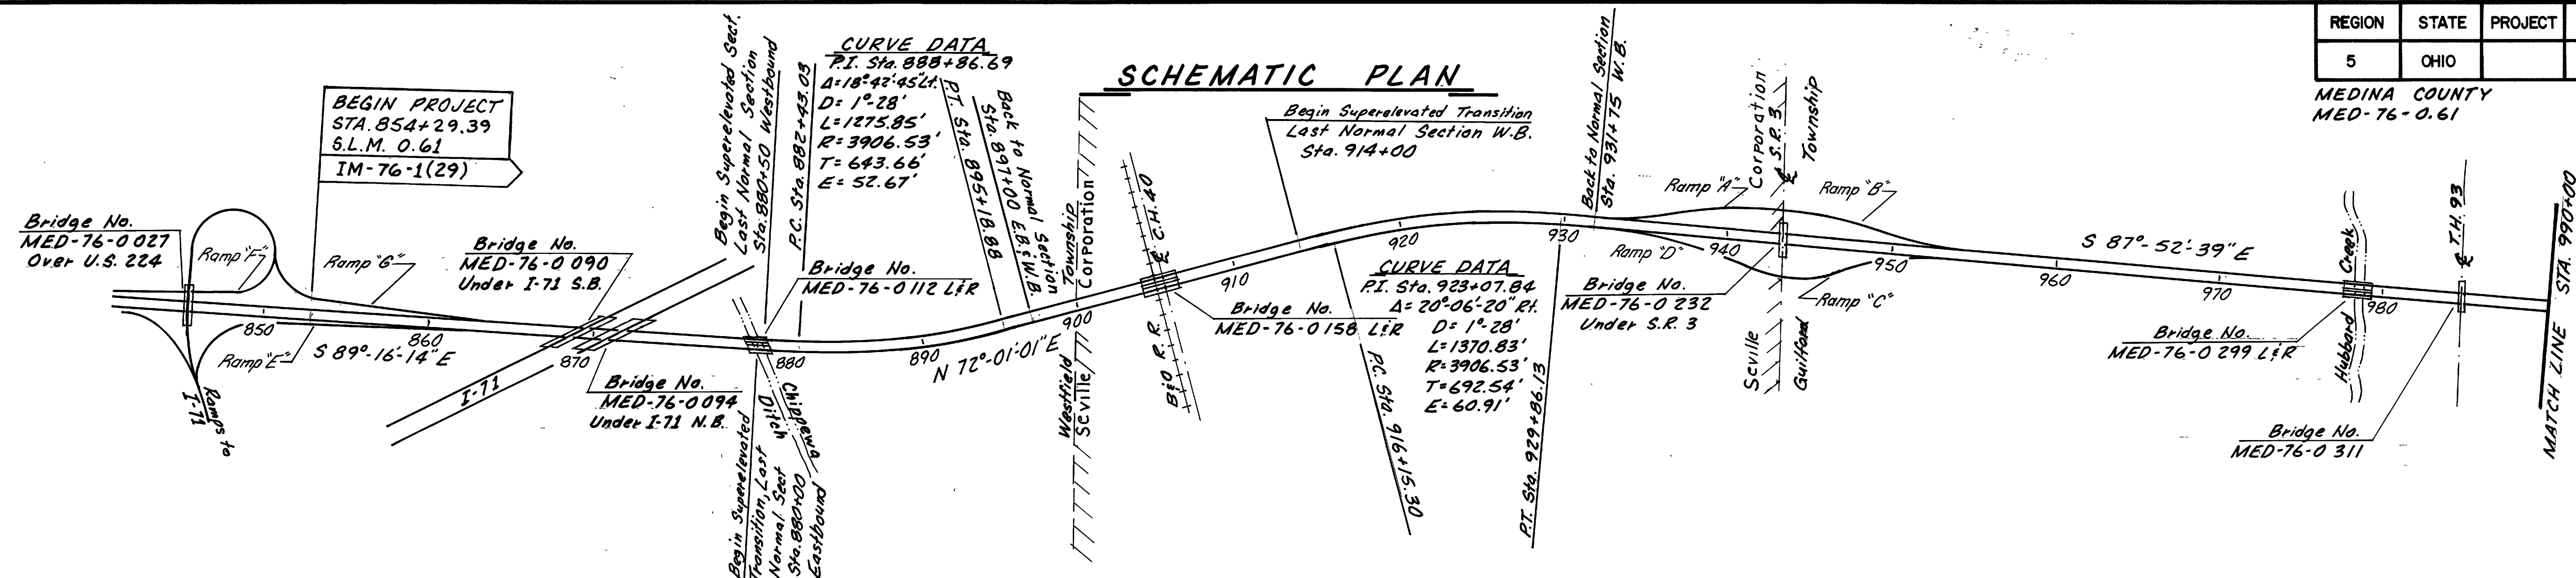 SCHEMATIC PLAN
REGION STATE PROJECT
5 OHIO
MEDINA COUNTY
MED-76-0.61
BEGIN PROJECT
STA. 854+29.39
S.L.M. 0.61
IM-76-1(29)
Bridge No.
MED-76-0027
Over U.S. 224
Ramp "F"
Ramp "G"
Ramp "E"
Ramps to
I-71
850
S 89°-16'-14" E
860
Bridge No.
MED-76-0090
Under I-71 S.B.
I-71
870
Bridge No.
MED-76-0094
Under I-71 N.B.
Begin Superelevated Sect.
Last Normal Section
Sta. 880+50 Westbound
P.C. Sta. 882+43.03
CURVE DATA
P.I. Sta. 888+86.69
Δ=18°-42'-45" Lt.
D= 1°-28'
L=1275.85'
R=3906.53'
T=643.66'
E=52.67'
P.T. Sta. 895+18.88
Back to Normal Section
Sta. 897+00 E.B. & W.B.
Bridge No.
MED-76-0112 L&R
880
Chippewa
Ditch
Begin Superelevated
Transition, Last
Normal Sect
Sta. 880+00
Eastbound
890
N 72°-01'-01" E
Township
Corporation
900
Westfield
Seville
℄ C.H. 40
B&O R.R.
Bridge No.
MED-76-0158 L&R
910
Begin Superelevated Transition
Last Normal Section W.B.
Sta. 914+00
920
P.C. Sta. 916+15.30
CURVE DATA
P.I. Sta. 923+07.84
Δ= 20°-06'-20" Rt.
D= 1°-28'
L=1370.83'
R=3906.53'
T=692.54'
E=60.91'
P.T. Sta. 929+86.13
930
Back to Normal Section
Sta. 931+75 W.B.
Ramp "A"
Corporation
℄ S.R. 3
Township
Ramp "B"
Ramp "D"
940
Bridge No.
MED-76-0232
Under S.R. 3
Seville
Guilford
Ramp "C"
950
960
S 87°-52'-39" E
970
Hubbard Creek
980
Bridge No.
MED-76-0299 L&R
℄ T.H. 93
Bridge No.
MED-76-0311
MATCH LINE STA. 990+00